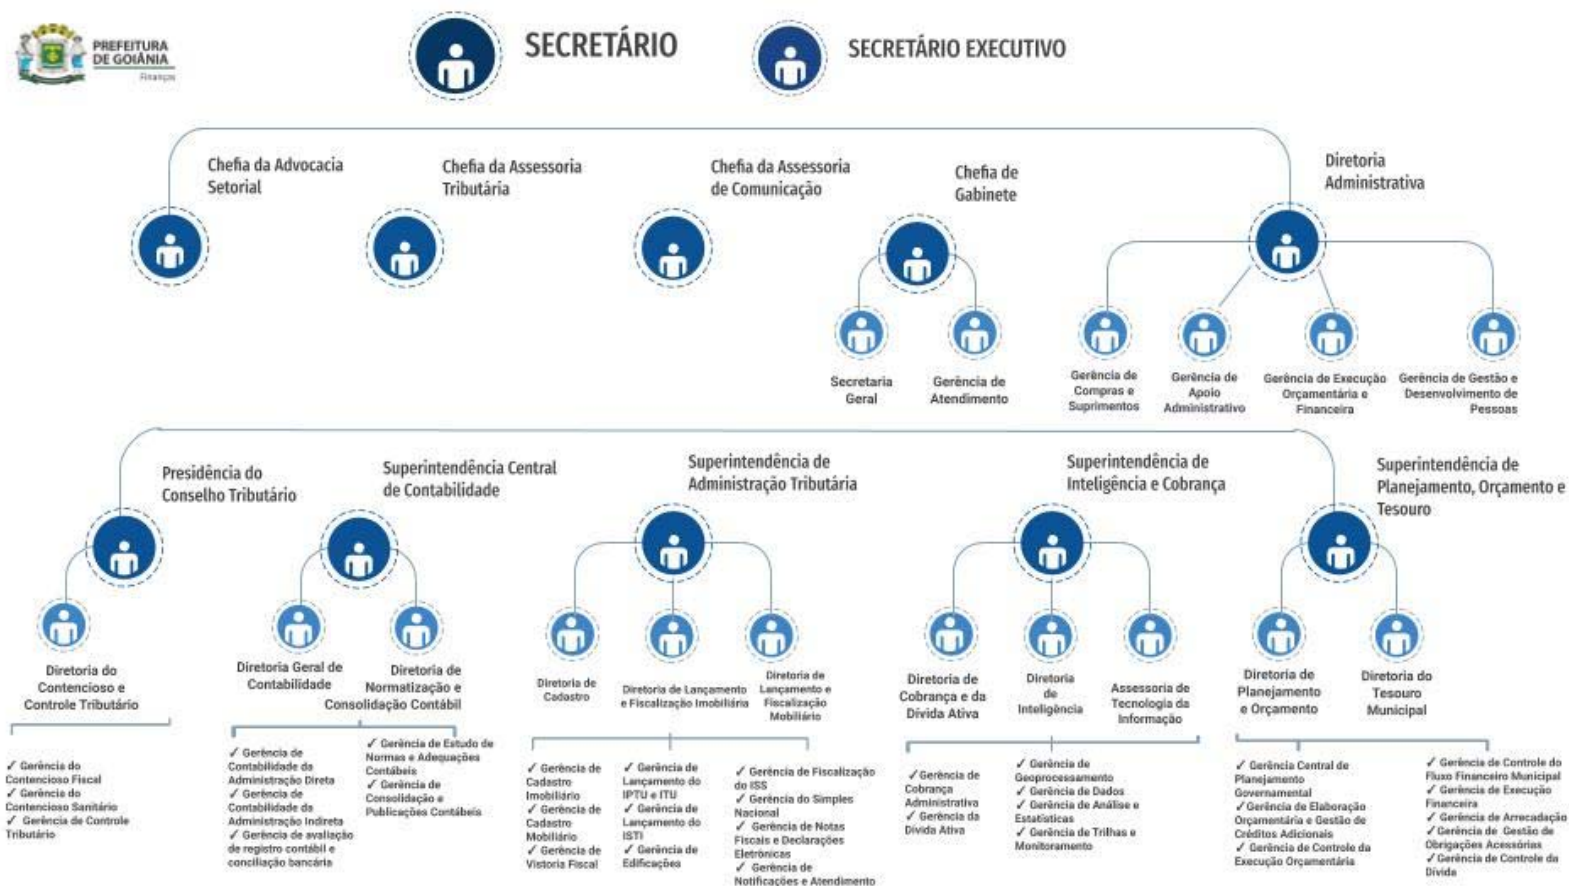 PREFEITURA
DE GOIÂNIA
Finanças
SECRETÁRIO
SECRETÁRIO EXECUTIVO
Chefia da Advocacia
Setorial
Chefia da Assessoria
Tributária
Chefia da Assessoria
de Comunicação
Chefia de
Gabinete
Diretoria
Administrativa
Secretaria
Geral
Gerência de
Atendimento
Gerência de
Compras e
Suprimentos
Gerência de
Apoio
Administrativo
Gerência de Execução
Orçamentária e
Financeira
Gerência de Gestão e
Desenvolvimento de
Pessoas
Presidência do
Conselho Tributário
Superintendência Central
de Contabilidade
Superintendência de
Administração Tributária
Superintendência de
Inteligência e Cobrança
Superintendência de
Planejamento, Orçamento e
Tesouro
Diretoria do
Contencioso e
Controle Tributário
Diretoria Geral de
Contabilidade
Diretoria de
Normatização e
Consolidação Contábil
Diretoria de
Cadastro
Diretoria de Lançamento
e Fiscalização Imobiliária
Diretoria de
Lançamento e
Fiscalização
Mobiliário
Diretoria de
Cobrança e da
Dívida Ativa
Diretoria
de
Inteligência
Assessoria de
Tecnologia da
Informação
Diretoria de
Planejamento
e Orçamento
Diretoria do
Tesouro
Municipal
✓ Gerência do
Contencioso Fiscal
✓ Gerência do
Contencioso Sanitário
✓ Gerência de Controle
Tributário
✓ Gerência de
Contabilidade da
Administração Direta
✓ Gerência de
Contabilidade da
Administração Indireta
✓ Gerência de avaliação
de registro contábil e
conciliação bancária
✓ Gerência de Estudo de
Normas e Adequações
Contábeis
✓ Gerência de
Consolidação e
Publicações Contábeis
✓ Gerência de
Cadastro
Imobiliário
✓ Gerência de
Cadastro
Mobiliário
✓ Gerência de
Vistoria Fiscal
✓ Gerência de
Lançamento do
IPTU e ITU
✓ Gerência de
Lançamento do
ISTI
✓ Gerência de
Edificações
✓ Gerência de Fiscalização
do ISS
✓ Gerência do Simples
Nacional
✓ Gerência de Notas
Fiscais e Declarações
Eletrônicas
✓ Gerência de
Notificações e Atendimento
✓ Gerência de
Cobrança
Administrativa
✓ Gerência da
Dívida Ativa
✓ Gerência de
Geoprocessamento
✓ Gerência de Dados
✓ Gerência de Análise e
Estatísticas
✓ Gerência de Trilhas e
Monitoramento
✓ Gerência Central de
Planejamento
Governamental
✓Gerência de Elaboração
Orçamentária e Gestão de
Créditos Adicionais
✓ Gerência de Controle da
Execução Orçamentária
✓ Gerência de Controle do
Fluxo Financeiro Municipal
✓ Gerência de Execução
Financeira
✓ Gerência de Arrecadação
✓Gerência de Gestão de
Obrigações Acessórias
✓Gerência de Controle da
Dívida